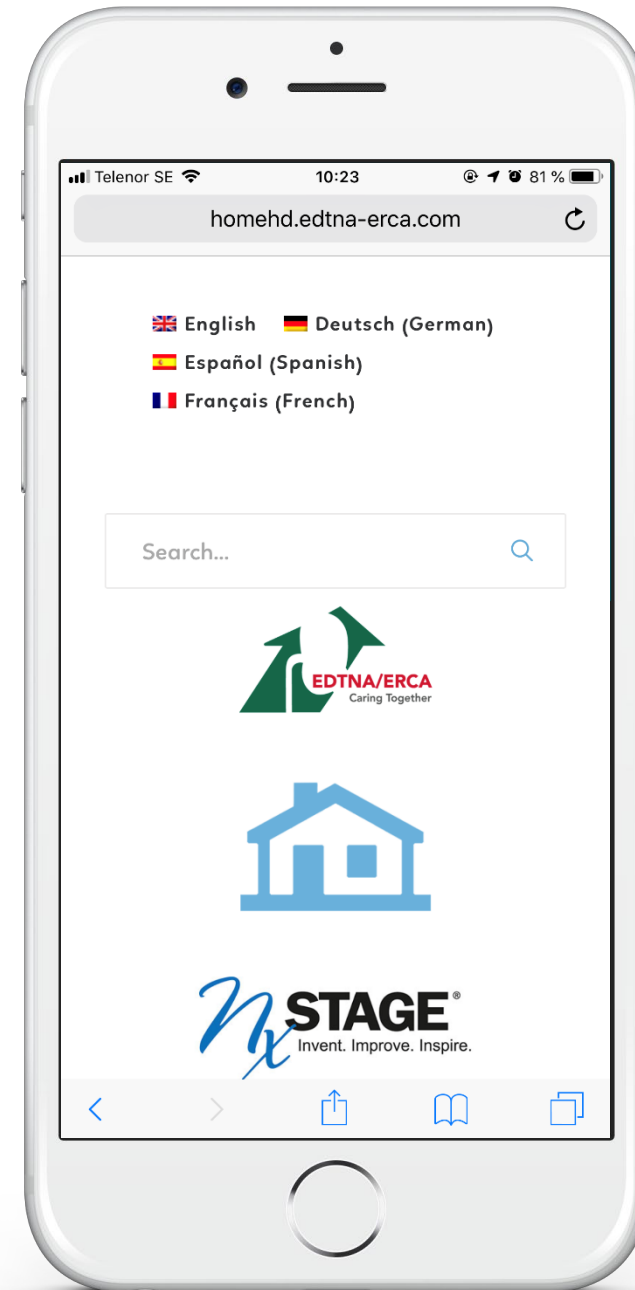 Telenor SE 10:23 81 %
homehd.edtna-erca.com
English Deutsch (German)
Español (Spanish)
Français (French)
Search...
EDTNA/ERCA
Caring Together
NxSTAGE®
Invent. Improve. Inspire.